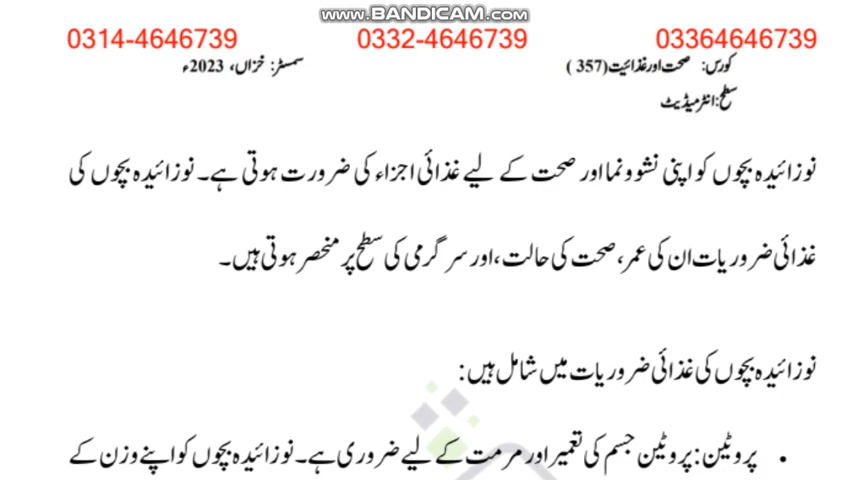 www.BANDICAM.com
0314-4646739 0332-4646739 03364646739
کورس: صحت اور غذائیت (357) سمسٹر: خزاں، 2023ء
سطح: انٹرمیڈیٹ
نوزائیدہ بچوں کو اپنی نشوونما اور صحت کے لیے غذائی اجزاء کی ضرورت ہوتی ہے۔ نوزائیدہ بچوں کی
غذائی ضروریات ان کی عمر، صحت کی حالت، اور سرگرمی کی سطح پر منحصر ہوتی ہیں۔
نوزائیدہ بچوں کی غذائی ضروریات میں شامل ہیں:
• پروٹین: پروٹین جسم کی تعمیر اور مرمت کے لیے ضروری ہے۔ نوزائیدہ بچوں کو اپنے وزن کے